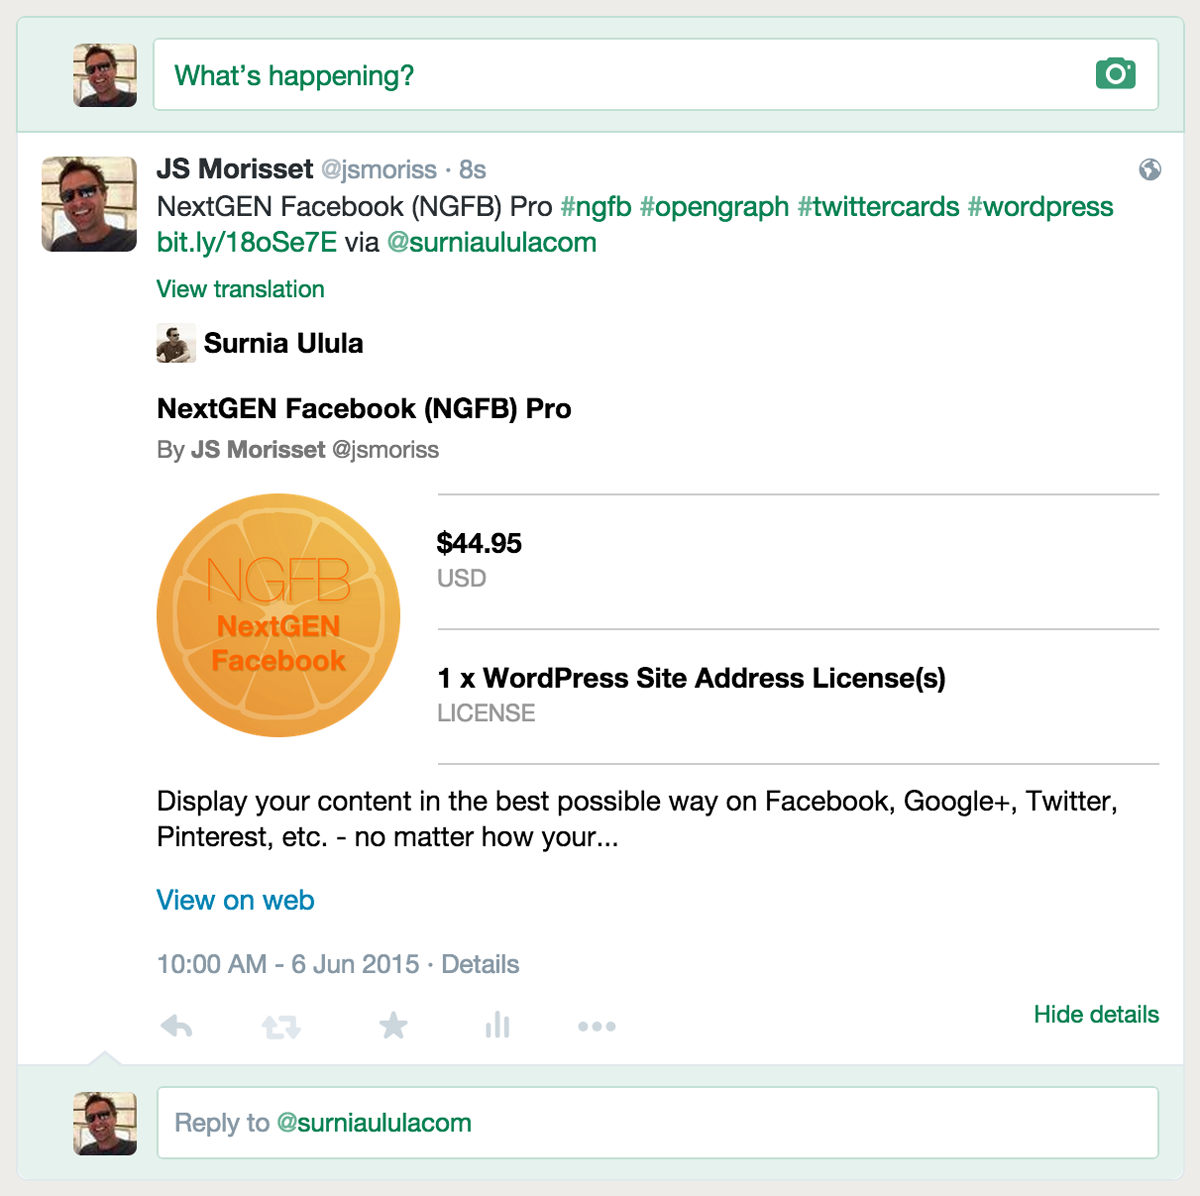 What's happening?
JS Morisset @jsmoriss · 8s
NextGEN Facebook (NGFB) Pro #ngfb #opengraph #twittercards #wordpress
bit.ly/18oSe7E via @surniaululacom
View translation
Surnia Ulula
NextGEN Facebook (NGFB) Pro
By JS Morisset @jsmoriss
NGFB
NextGEN
Facebook
$44.95
USD
1 x WordPress Site Address License(s)
LICENSE
Display your content in the best possible way on Facebook, Google+, Twitter,
Pinterest, etc. - no matter how your...
View on web
10:00 AM - 6 Jun 2015 · Details
Hide details
Reply to @surniaululacom